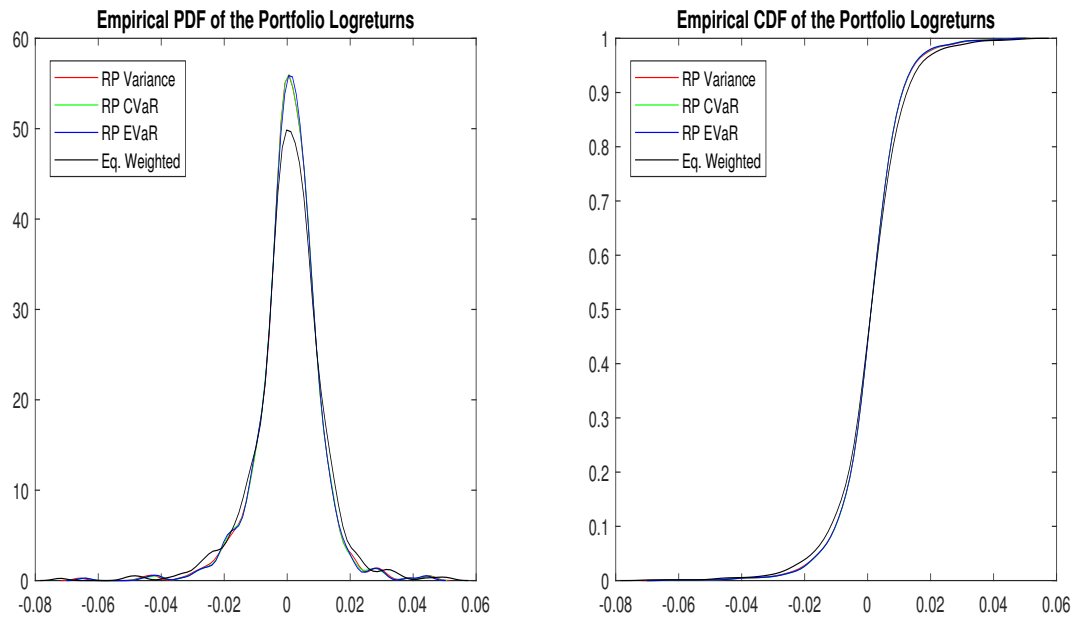 Empirical PDF of the Portfolio Logreturns
60
50
40
30
20
10
0
RP Variance
RP CVaR
RP EVaR
Eq. Weighted
-0.08 -0.06 -0.04 -0.02 0 0.02 0.04 0.06
Empirical CDF of the Portfolio Logreturns
1
0.9
0.8
0.7
0.6
0.5
0.4
0.3
0.2
0.1
0
RP Variance
RP CVaR
RP EVaR
Eq. Weighted
-0.08 -0.06 -0.04 -0.02 0 0.02 0.04 0.06